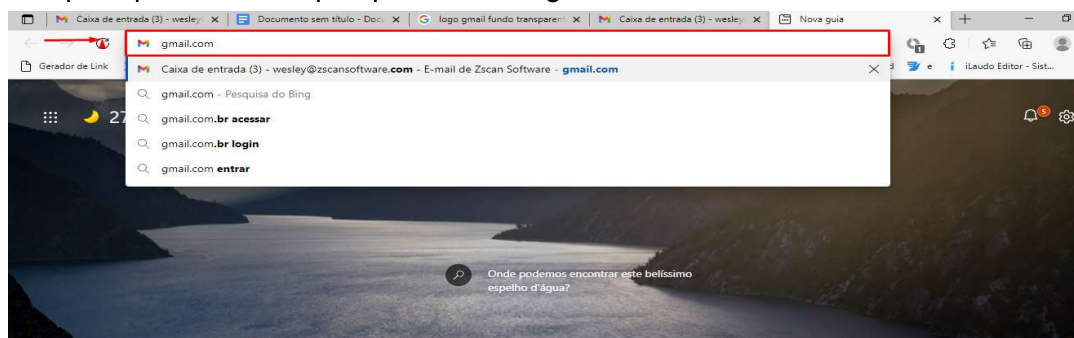 Caixa de entrada (3) - wesley
Documento sem título - Docu
logo gmail fundo transparent
Caixa de entrada (3) - wesley
Nova guia
gmail.com
Gerador de Link
Caixa de entrada (3) - wesley@zscansoftware.com - E-mail de Zscan Software - gmail.com
e
iLaudo Editor - Sist...
gmail.com - Pesquisa do Bing
gmail.com.br acessar
gmail.com.br login
gmail.com entrar
27
5
Onde podemos encontrar este belíssimo
espelho d'água?